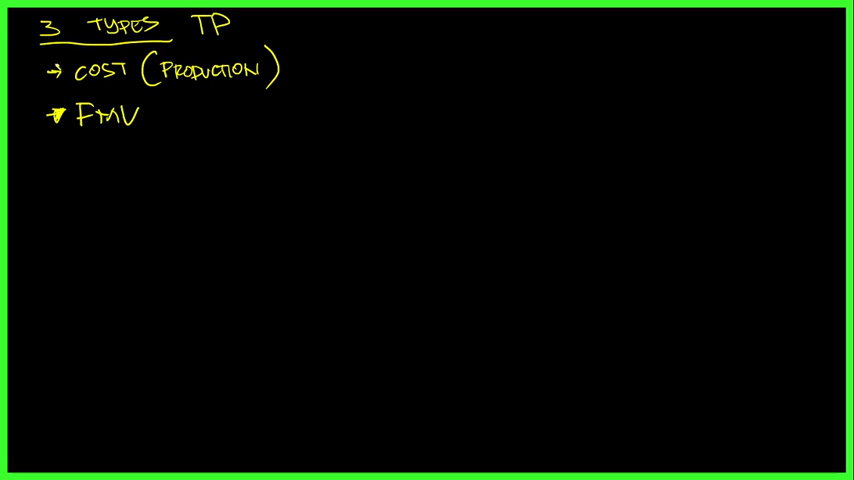 3 TYPES TP
→ COST (PRODUCTION)
→ FMV